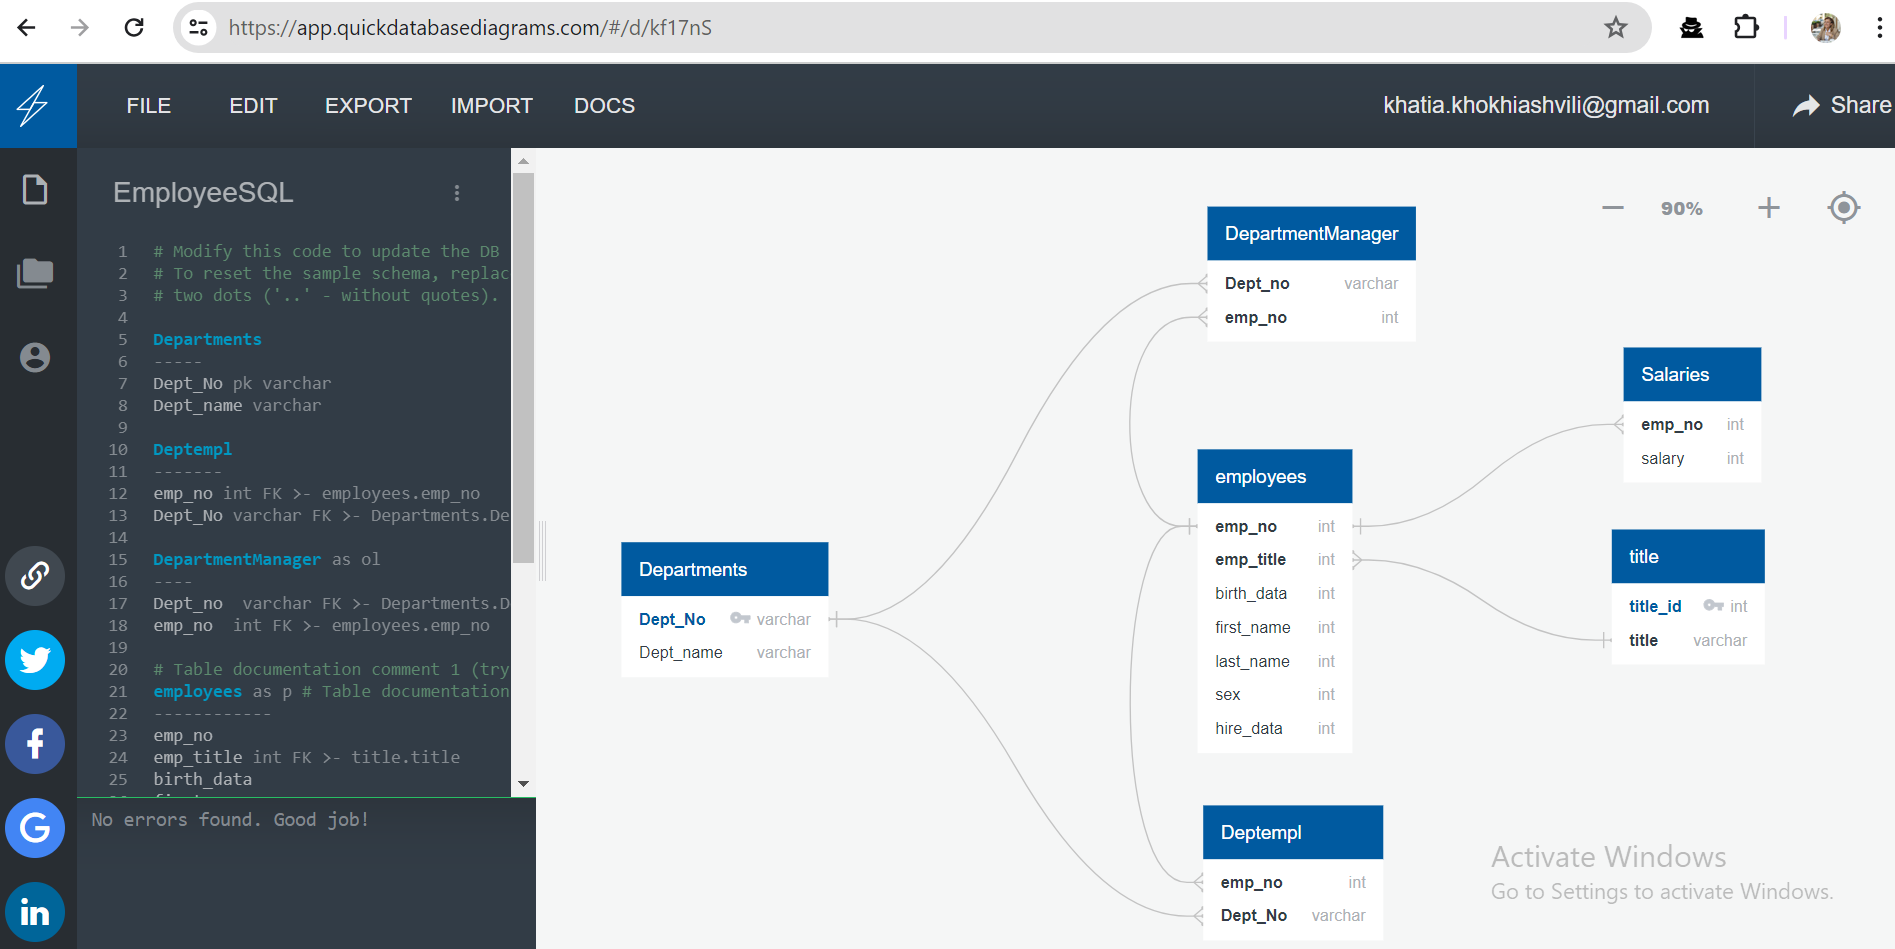 https://app.quickdatabasediagrams.com/#/d/kf17nS
FILE EDIT EXPORT IMPORT DOCS
khatia.khokhiashvili@gmail.com
Share
EmployeeSQL
1 # Modify this code to update the DB
2 # To reset the sample schema, replac
3 # two dots ('..' - without quotes).
4
5 Departments
6 -----
7 Dept_No pk varchar
8 Dept_name varchar
9
10 Deptempl
11 -------
12 emp_no int FK >- employees.emp_no
13 Dept_No varchar FK >- Departments.De
14
15 DepartmentManager as ol
16 ----
17 Dept_no  varchar FK >- Departments.D
18 emp_no  int FK >- employees.emp_no
19
20 # Table documentation comment 1 (try
21 employees as p # Table documentation
22 ------------
23 emp_no
24 emp_title int FK >- title.title
25 birth_data
No errors found. Good job!
90%
DepartmentManager
Dept_no varchar
emp_no int
Salaries
emp_no int
salary int
employees
emp_no int
emp_title int
birth_data int
first_name int
last_name int
sex int
hire_data int
title
title_id int
title varchar
Departments
Dept_No varchar
Dept_name varchar
Deptempl
emp_no int
Dept_No varchar
Activate Windows
Go to Settings to activate Windows.